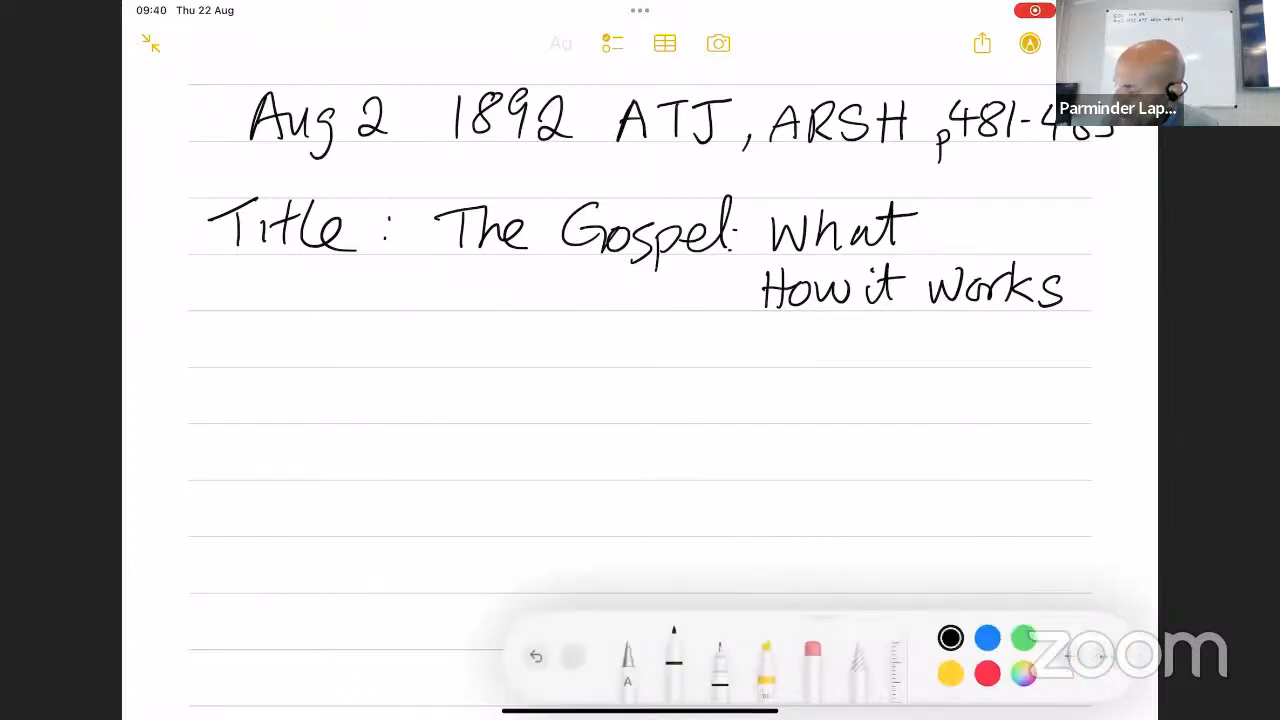 09:40 Thu 22 Aug
Aa
Aug 2 1892 ATJ, ARSH p481-
Parminder Lap...
Title: The Gospel: What
How it works
A
zoom